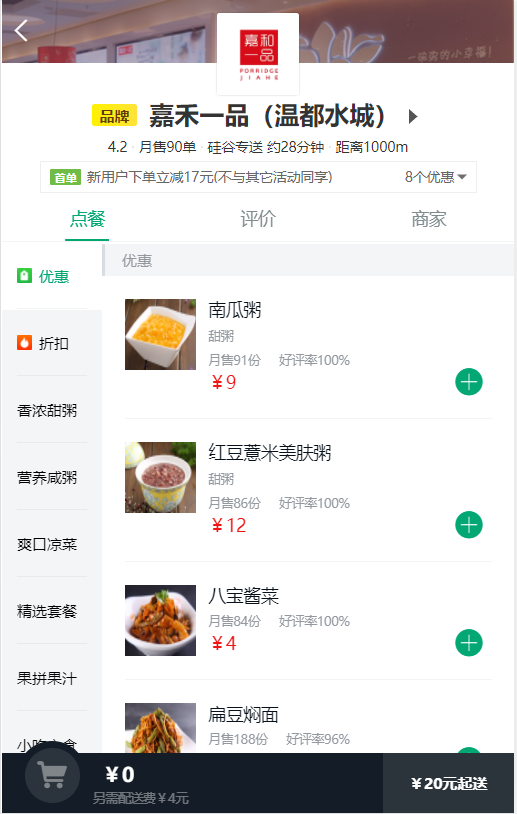 一碗粥的小幸福！
嘉和
一品
PORRIDGE
JIAHE
品牌 嘉禾一品（温都水城）
4.2 · 月售90单 · 硅谷专送 约28分钟 · 距离1000m
首单 新用户下单立减17元(不与其它活动同享) 8个优惠
点餐 评价 商家
优惠
折扣
香浓甜粥
营养咸粥
爽口凉菜
精选套餐
果拼果汁
小吃主食
优惠
南瓜粥
甜粥
月售91份 好评率100%
￥9
红豆薏米美肤粥
甜粥
月售86份 好评率100%
￥12
八宝酱菜
月售84份 好评率100%
￥4
扁豆焖面
月售188份 好评率96%
￥0
另需配送费￥4元
￥20元起送